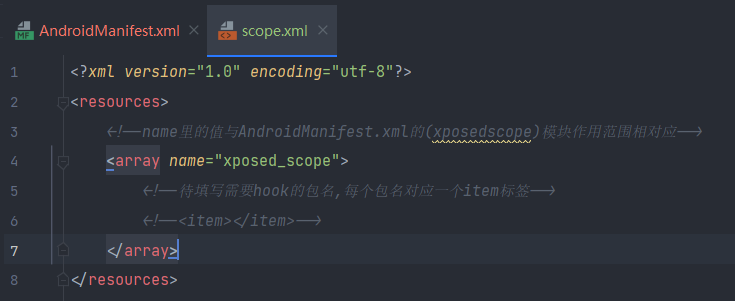 MF AndroidManifest.xml × <> scope.xml ×
1 <?xml version="1.0" encoding="utf-8"?>
2 <resources>
3 <!--name里的值与AndroidManifest.xml的(xposedscope)模块作用范围相对应-->
4 <array name="xposed_scope">
5 <!--待填写需要hook的包名,每个包名对应一个item标签-->
6 <!--<item></item>-->
7 </array>
8 </resources>